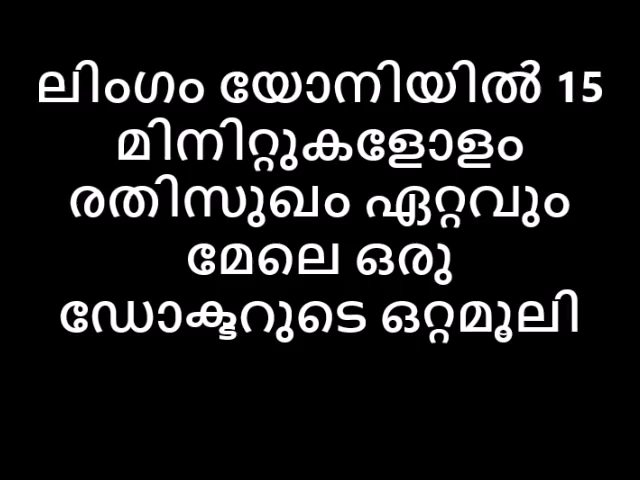 ലിംഗം യോനിയിൽ 15
മിനിറ്റുകളോളം
രതിസുഖം ഏറ്റവും
മേലെ ഒരു
ഡോക്ടറുടെ ഒറ്റമൂലി